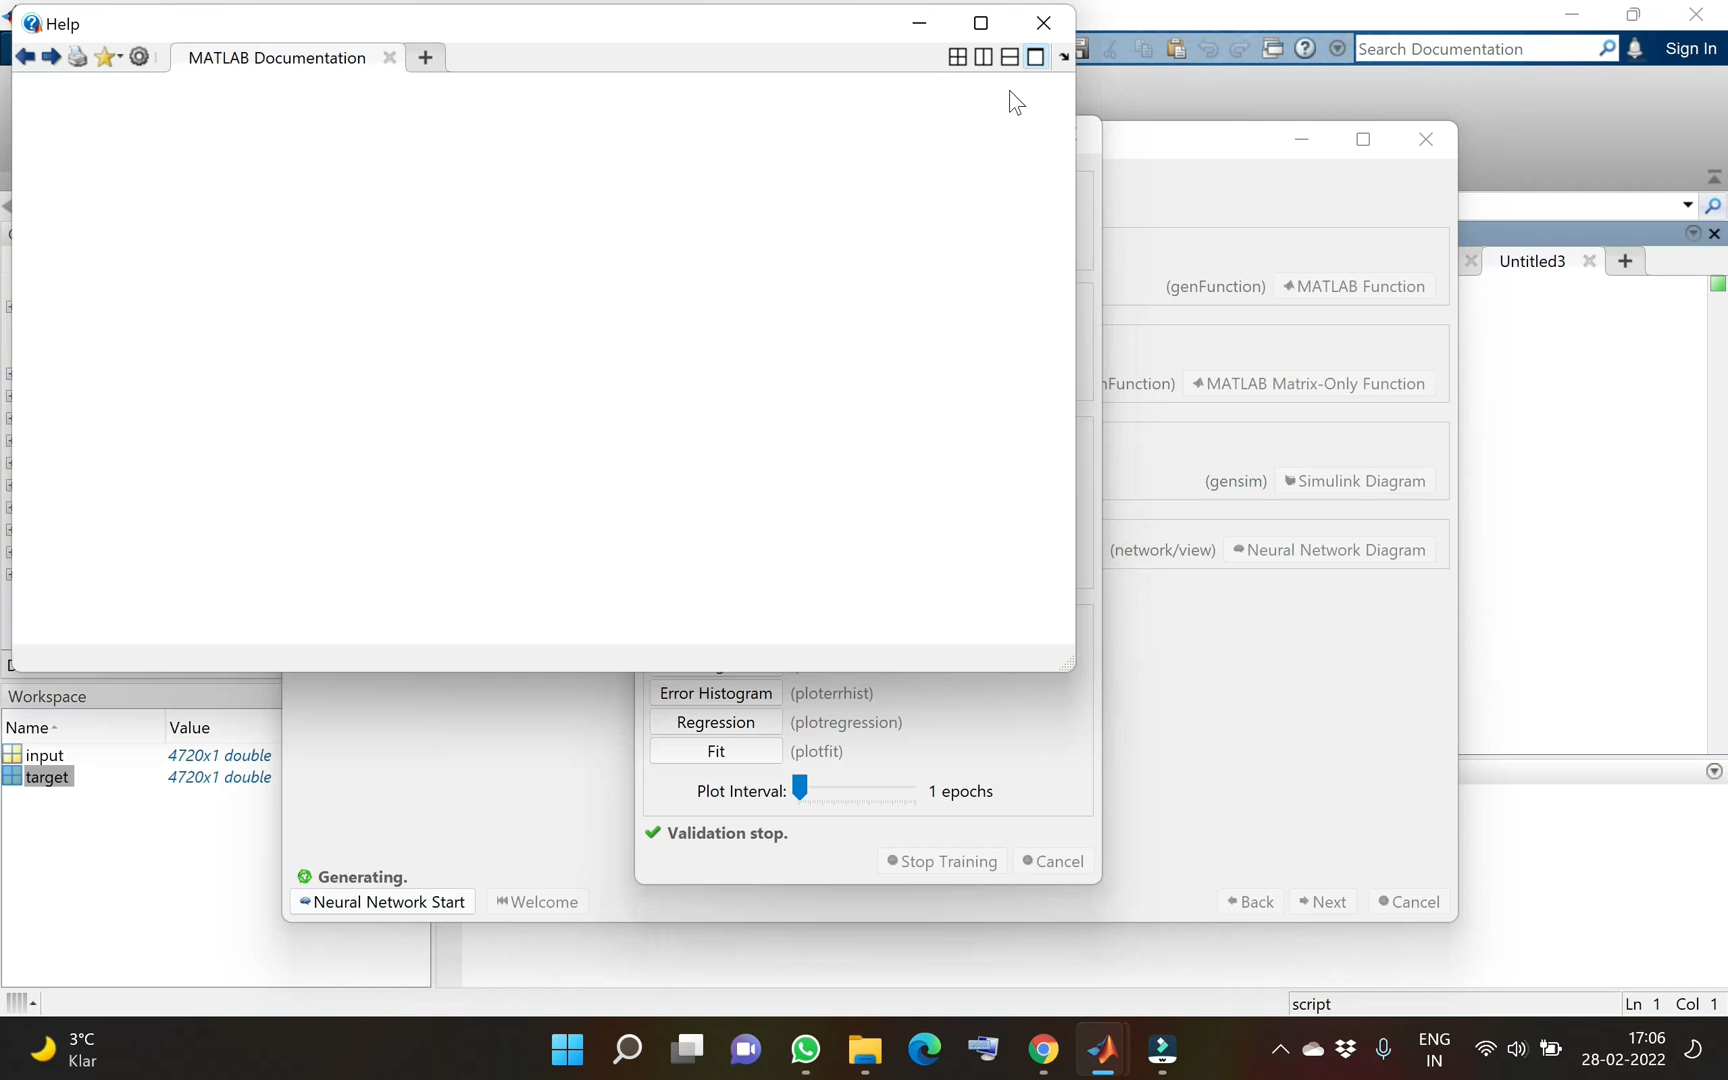 Help
MATLAB Documentation
Search Documentation
Sign In
Untitled3
(genFunction) MATLAB Function
MATLAB Matrix-Only Function
(gensim) Simulink Diagram
(network/view) Neural Network Diagram
Workspace
Name Value
input 4720x1 double
target 4720x1 double
Error Histogram (ploterrhist)
Regression (plotregression)
Fit (plotfit)
Plot Interval: 1 epochs
Validation stop.
Stop Training Cancel
Generating.
Neural Network Start Welcome
Back Next Cancel
script Ln 1 Col 1
3°C
Klar
ENG
IN
17:06
28-02-2022